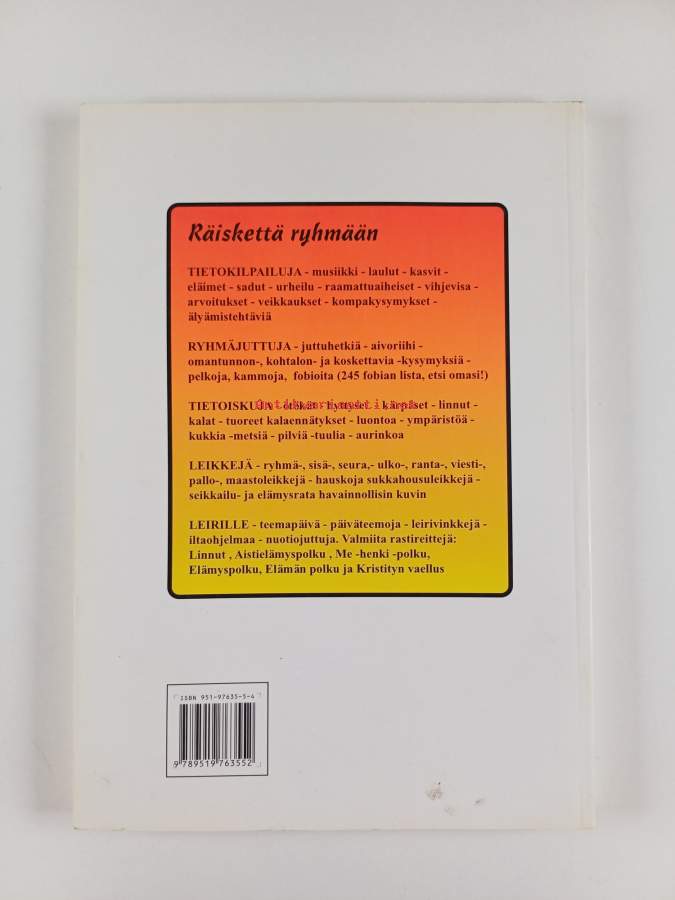 Räiskettä ryhmään
TIETOKILPAILUJA - musiikki - laulut - kasvit -
eläimet - sadut - urheilu - raamattuaiheiset - vihjevisa -
arvoitukset - veikkaukset - kompakysymykset -
älyämistehtäviä
RYHMÄJUTTUJA - juttuhetkiä - aivoriihi -
omantunnon-, kohtalon- ja koskettavia -kysymyksiä -
pelkoja, kammoja, fobioita (245 fobian lista, etsi omasi!)
TIETOISKUJA - ötökät - hyttyset - kärpäset - linnut -
kalat - tuoreet kalaennätykset - luontoa - ympäristöä -
kukkia -metsiä - pilviä -tuulia - aurinkoa
LEIKKEJÄ - ryhmä-, sisä-, seura,- ulko-, ranta-, viesti-,
pallo-, maastoleikkejä - hauskoja sukkahousuleikkejä -
seikkailu- ja elämysrata havainnollisin kuvin
LEIRILLE - teemapäivä - päiväteemoja - leirivinkkejä -
iltaohjelmaa - nuotiojuttuja. Valmiita rastireittejä:
Linnut , Aistielämyspolku , Me -henki -polku,
Elämyspolku, Elämän polku ja Kristityn vaellus
ISBN 951-97635-5-4
9 789519 763552